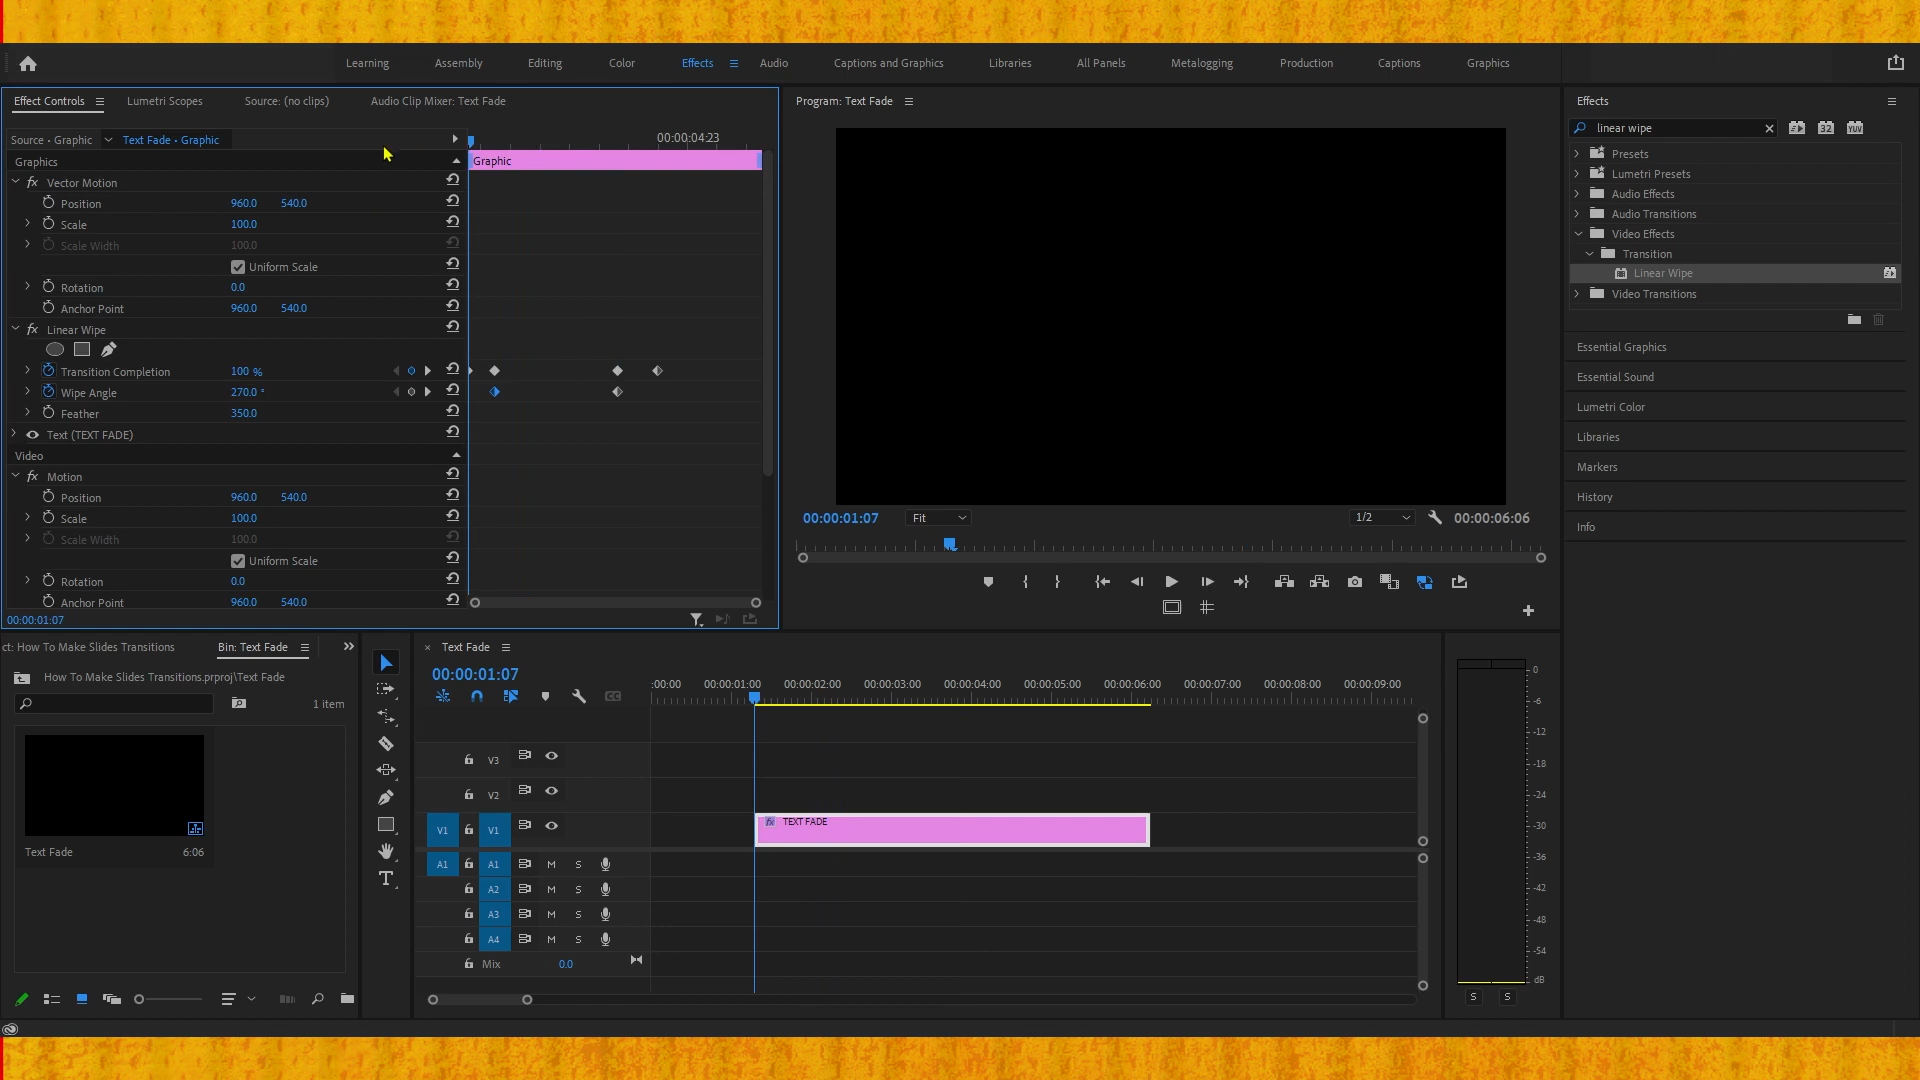 Learning Assembly Editing Color Effects Audio Captions and Graphics Libraries All Panels Metalogging Production Captions Graphics
Effect Controls Lumetri Scopes Source: (no clips) Audio Clip Mixer: Text Fade
Source • Graphic Text Fade • Graphic 00:00:04:23
Graphics Graphic
fx Vector Motion
Position 960.0 540.0
Scale 100.0
Scale Width 100.0
Uniform Scale
Rotation 0.0
Anchor Point 960.0 540.0
fx Linear Wipe
Transition Completion 100 %
Wipe Angle 270.0 °
Feather 350.0
Text (TEXT FADE)
Video
fx Motion
Position 960.0 540.0
Scale 100.0
Scale Width 100.0
Uniform Scale
Rotation 0.0
Anchor Point 960.0 540.0
00:00:01:07
Program: Text Fade
00:00:01:07 Fit 1/2 00:00:06:06
Effects
linear wipe 32 YUV
Presets
Lumetri Presets
Audio Effects
Audio Transitions
Video Effects
Transition
Linear Wipe
Video Transitions
Essential Graphics
Essential Sound
Lumetri Color
Libraries
Markers
History
Info
ct: How To Make Slides Transitions Bin: Text Fade
How To Make Slides Transitions.prproj\Text Fade
1 item
Text Fade 6:06
× Text Fade
00:00:01:07
:00:00 00:00:01:00 00:00:02:00 00:00:03:00 00:00:04:00 00:00:05:00 00:00:06:00 00:00:07:00 00:00:08:00 00:00:09:00
CC
V3
V2
V1 V1 fx TEXT FADE
A1 A1 M S
A2 M S
A3 M S
A4 M S
Mix 0.0
T
0
-6
-12
-18
-24
-30
-36
-42
-48
-54
dB
S S